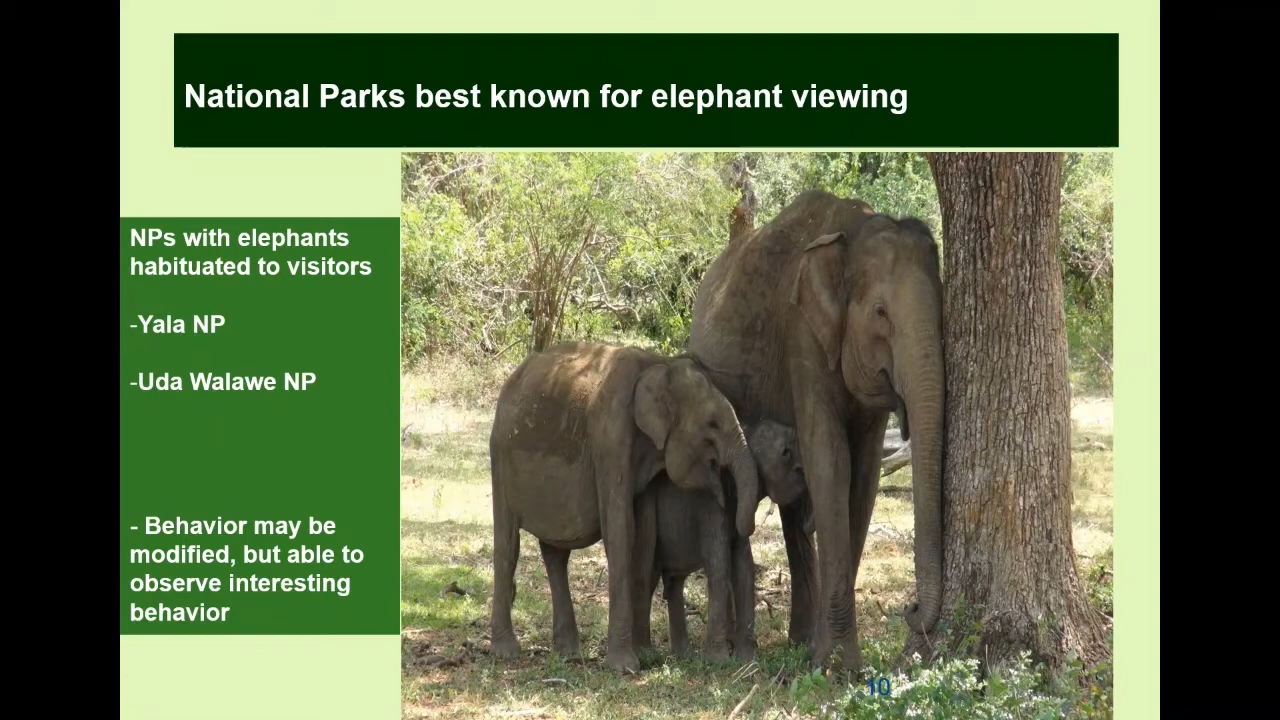 National Parks best known for elephant viewing
NPs with elephants
habituated to visitors
-Yala NP
-Uda Walawe NP
- Behavior may be
modified, but able to
observe interesting
behavior
10